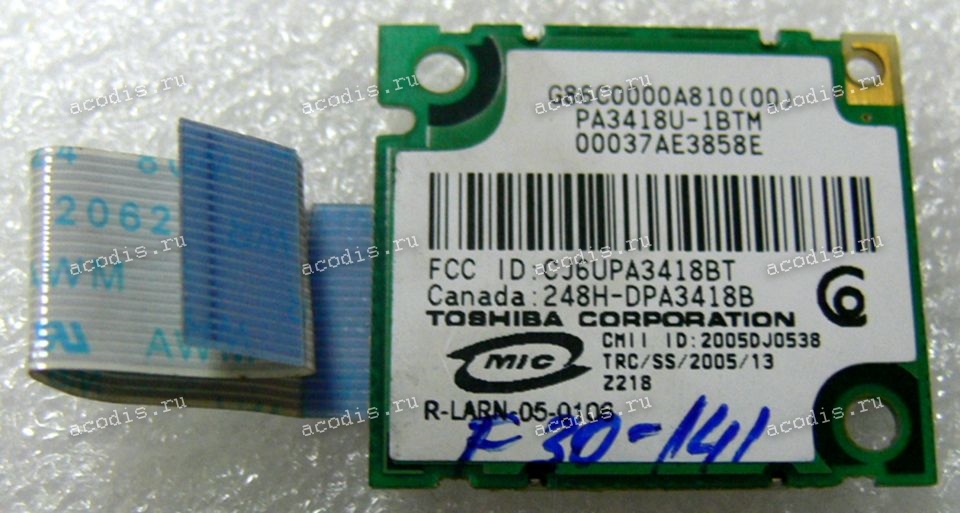 G86C0000A810(00)
PA3418U-1BTM
00037AE3858E
FCC ID:CJ6UPA3418BT
Canada:248H-DPA3418B
TOSHIBA CORPORATION
MIC
CMII ID:2005DJ0538
TRC/SS/2005/13
Z218
R-LARN-05-0106
F30-141
2062
AWM
AWM
acodis.ru